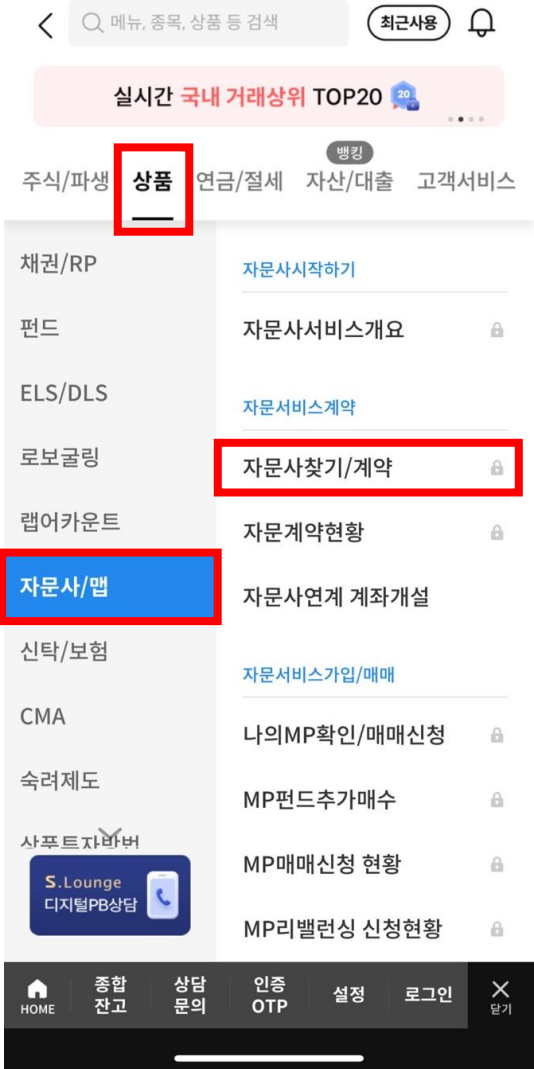 메뉴, 종목, 상품 등 검색
최근사용
실시간 국내 거래상위 TOP20
20
뱅킹
주식/파생 상품 연금/절세 자산/대출 고객서비스
채권/RP
펀드
ELS/DLS
로보굴링
랩어카운트
자문사/맵
신탁/보험
CMA
숙려제도
상품투자방법
S.Lounge
디지털PB상담
자문사시작하기
자문사서비스개요
자문서비스계약
자문사찾기/계약
자문계약현황
자문사연계 계좌개설
자문서비스가입/매매
나의MP확인/매매신청
MP펀드추가매수
MP매매신청 현황
MP리밸런싱 신청현황
HOME
종합
잔고
상담
문의
인증
OTP
설정
로그인
닫기